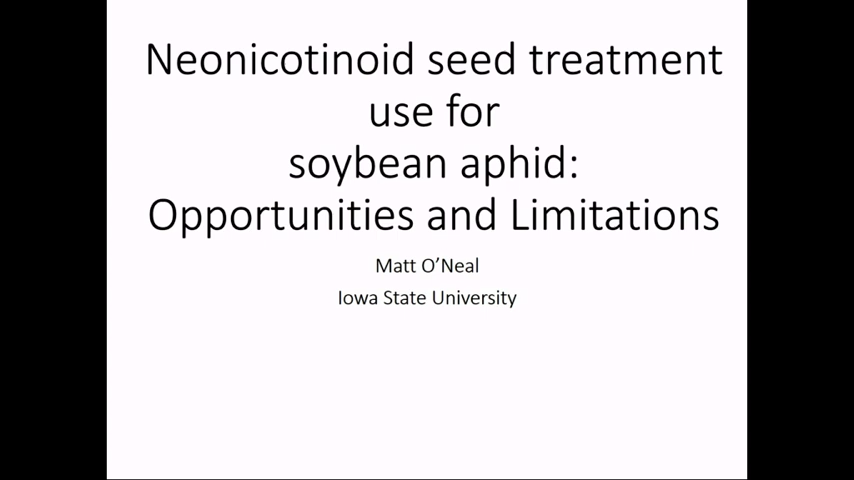 Neonicotinoid seed treatment
use for
soybean aphid:
Opportunities and Limitations
Matt O’Neal
Iowa State University